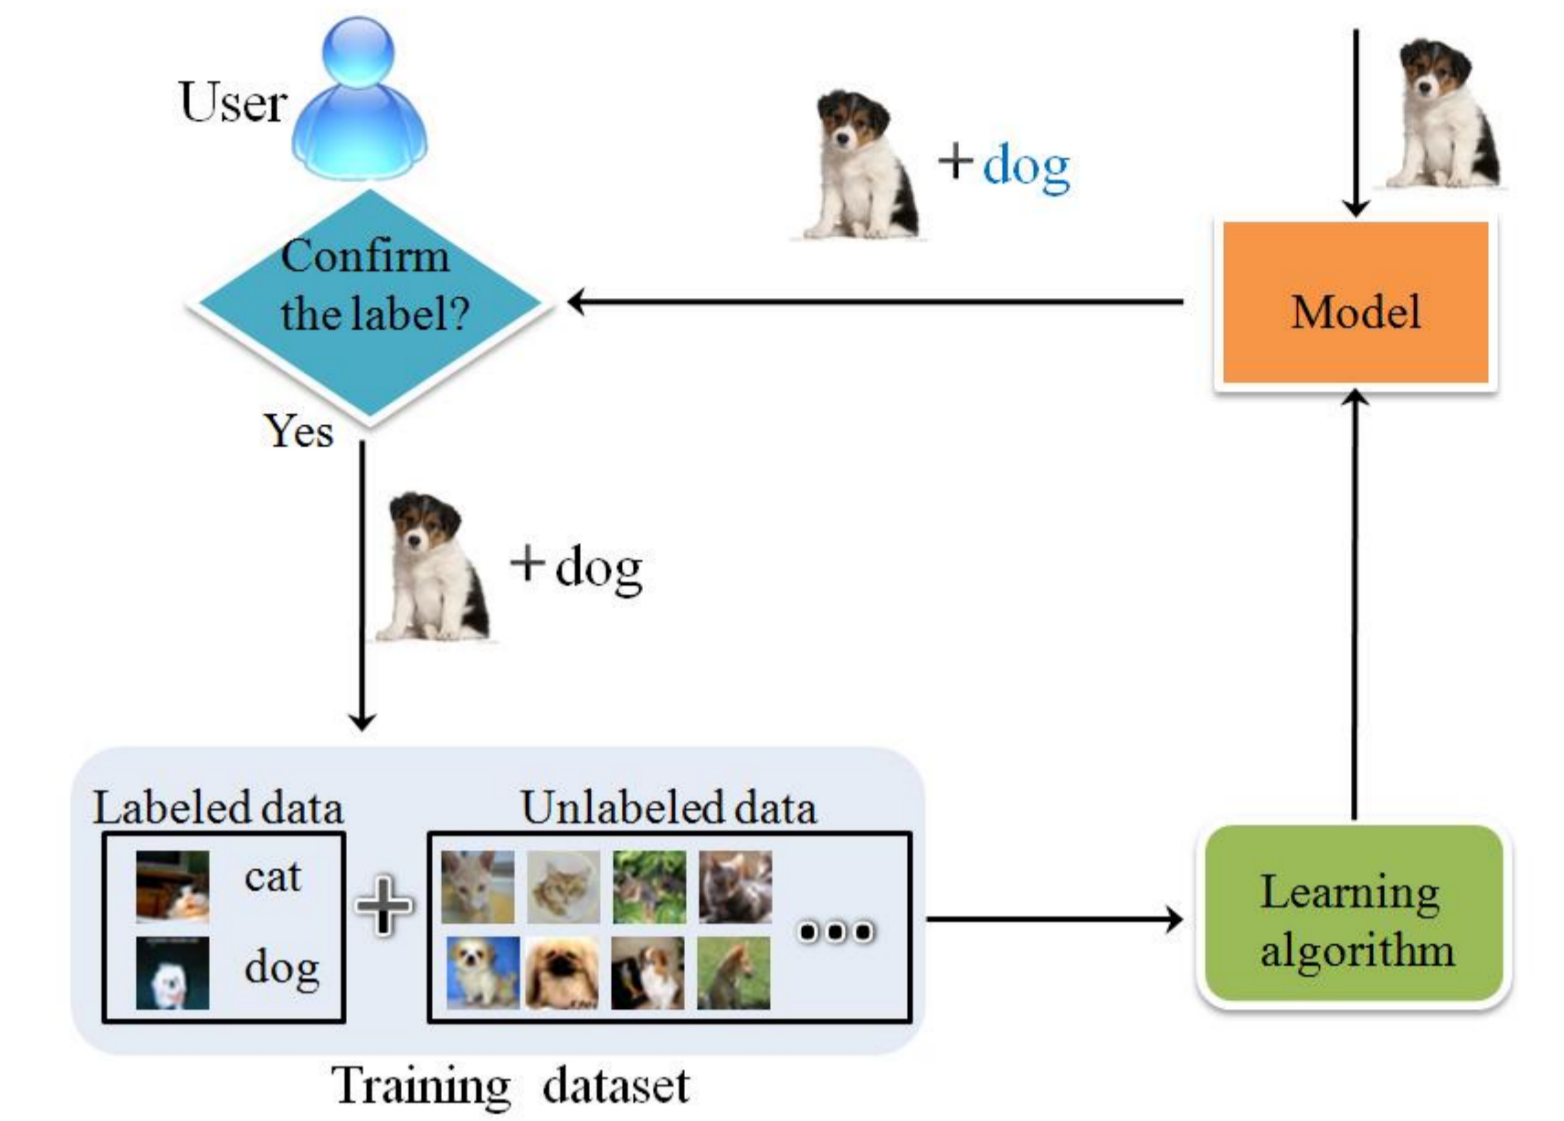 User
+ dog
Confirm
the label?
Model
Yes
+ dog
Labeled data
Unlabeled data
cat
+
dog
Learning
algorithm
Training dataset